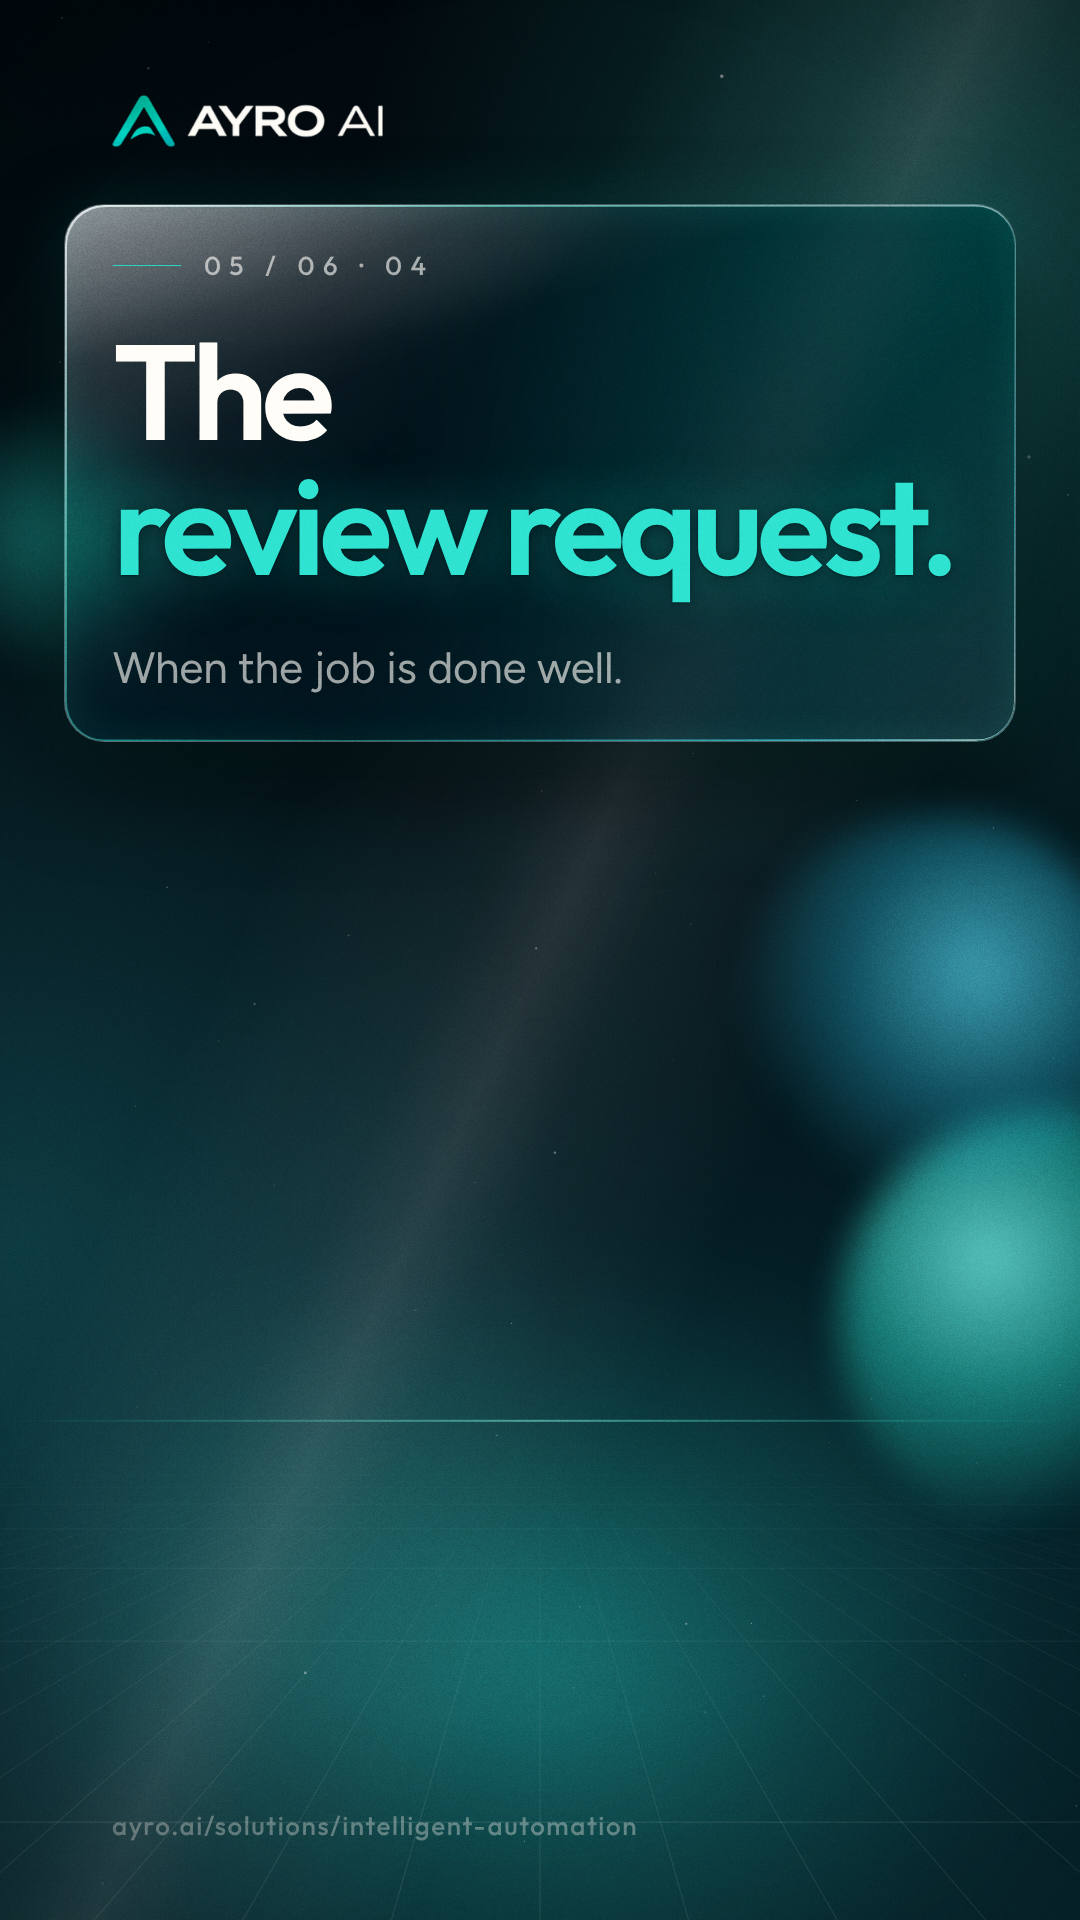 AYRO AI
05 / 06 · 04
The
review request.
When the job is done well.
ayro.ai/solutions/intelligent-automation